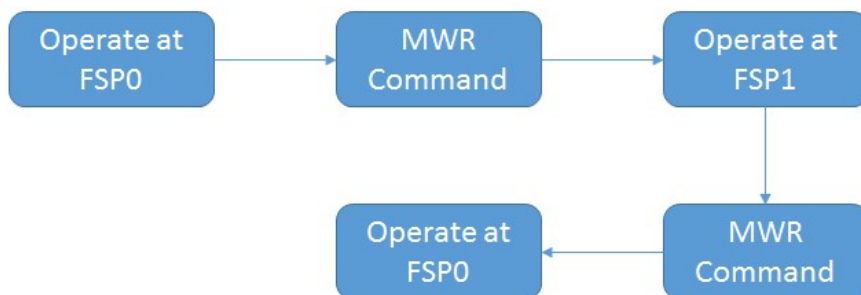 Operate at
FSP0
MWR
Command
Operate at
FSP1
MWR
Command
Operate at
FSP0